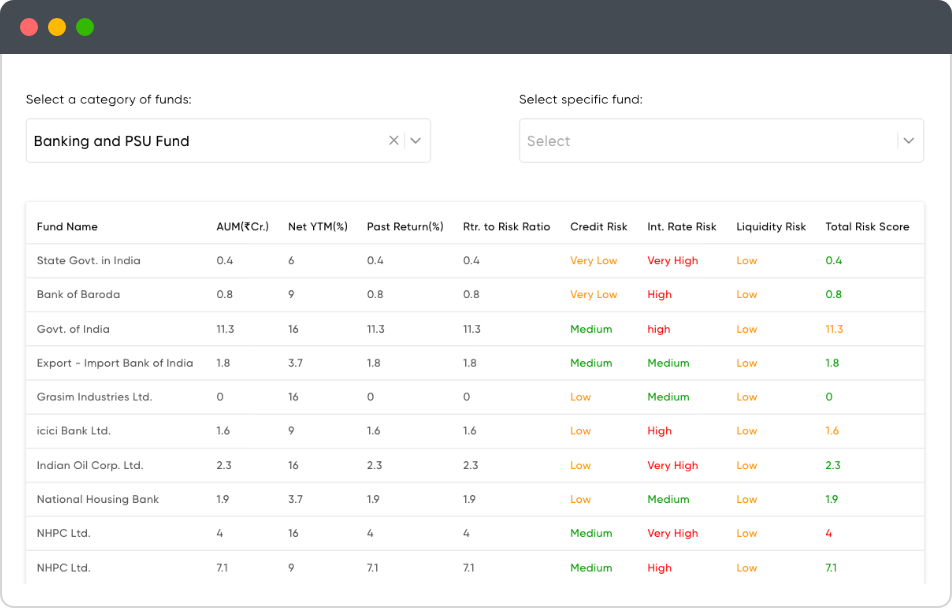 Select a category of funds:
Select specific fund:
Banking and PSU Fund
Select
Fund Name AUM(₹Cr.) Net YTM(%) Past Return(%) Rtr. to Risk Ratio Credit Risk Int. Rate Risk Liquidity Risk Total Risk Score
State Govt. in India 0.4 6 0.4 0.4 Very Low Very High Low 0.4
Bank of Baroda 0.8 9 0.8 0.8 Very Low High Low 0.8
Govt. of India 11.3 16 11.3 11.3 Medium high Low 11.3
Export - Import Bank of India 1.8 3.7 1.8 1.8 Medium Medium Low 1.8
Grasim Industries Ltd. 0 16 0 0 Low Medium Low 0
icici Bank Ltd. 1.6 9 1.6 1.6 Low High Low 1.6
Indian Oil Corp. Ltd. 2.3 16 2.3 2.3 Low Very High Low 2.3
National Housing Bank 1.9 3.7 1.9 1.9 Low Medium Low 1.9
NHPC Ltd. 4 16 4 4 Medium Very High Low 4
NHPC Ltd. 7.1 9 7.1 7.1 Medium High Low 7.1